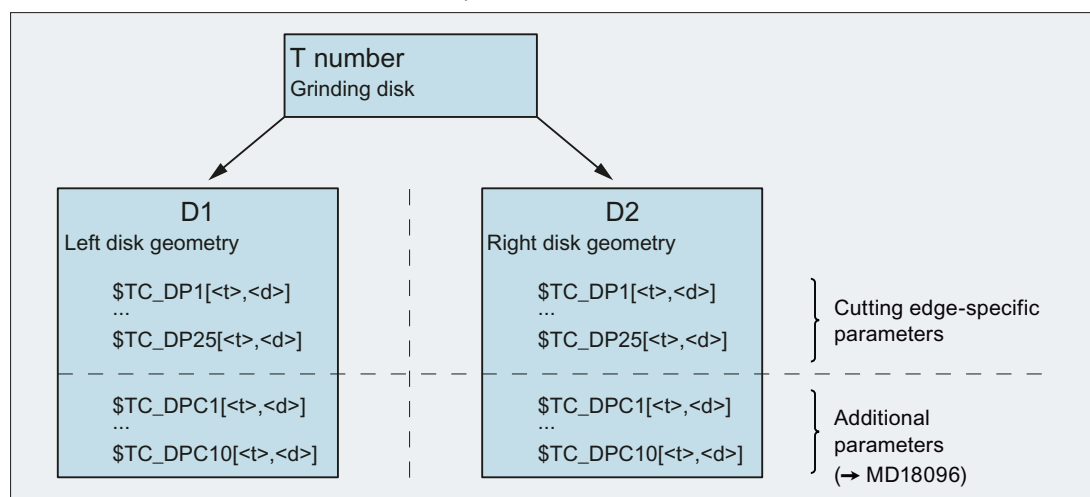 T number
Grinding disk
D1
Left disk geometry
$TC_DP1[<t>,<d>]
...
$TC_DP25[<t>,<d>]
$TC_DPC1[<t>,<d>]
...
$TC_DPC10[<t>,<d>]
D2
Right disk geometry
$TC_DP1[<t>,<d>]
...
$TC_DP25[<t>,<d>]
$TC_DPC1[<t>,<d>]
...
$TC_DPC10[<t>,<d>]
Cutting edge-specific
parameters
Additional
parameters
(→ MD18096)